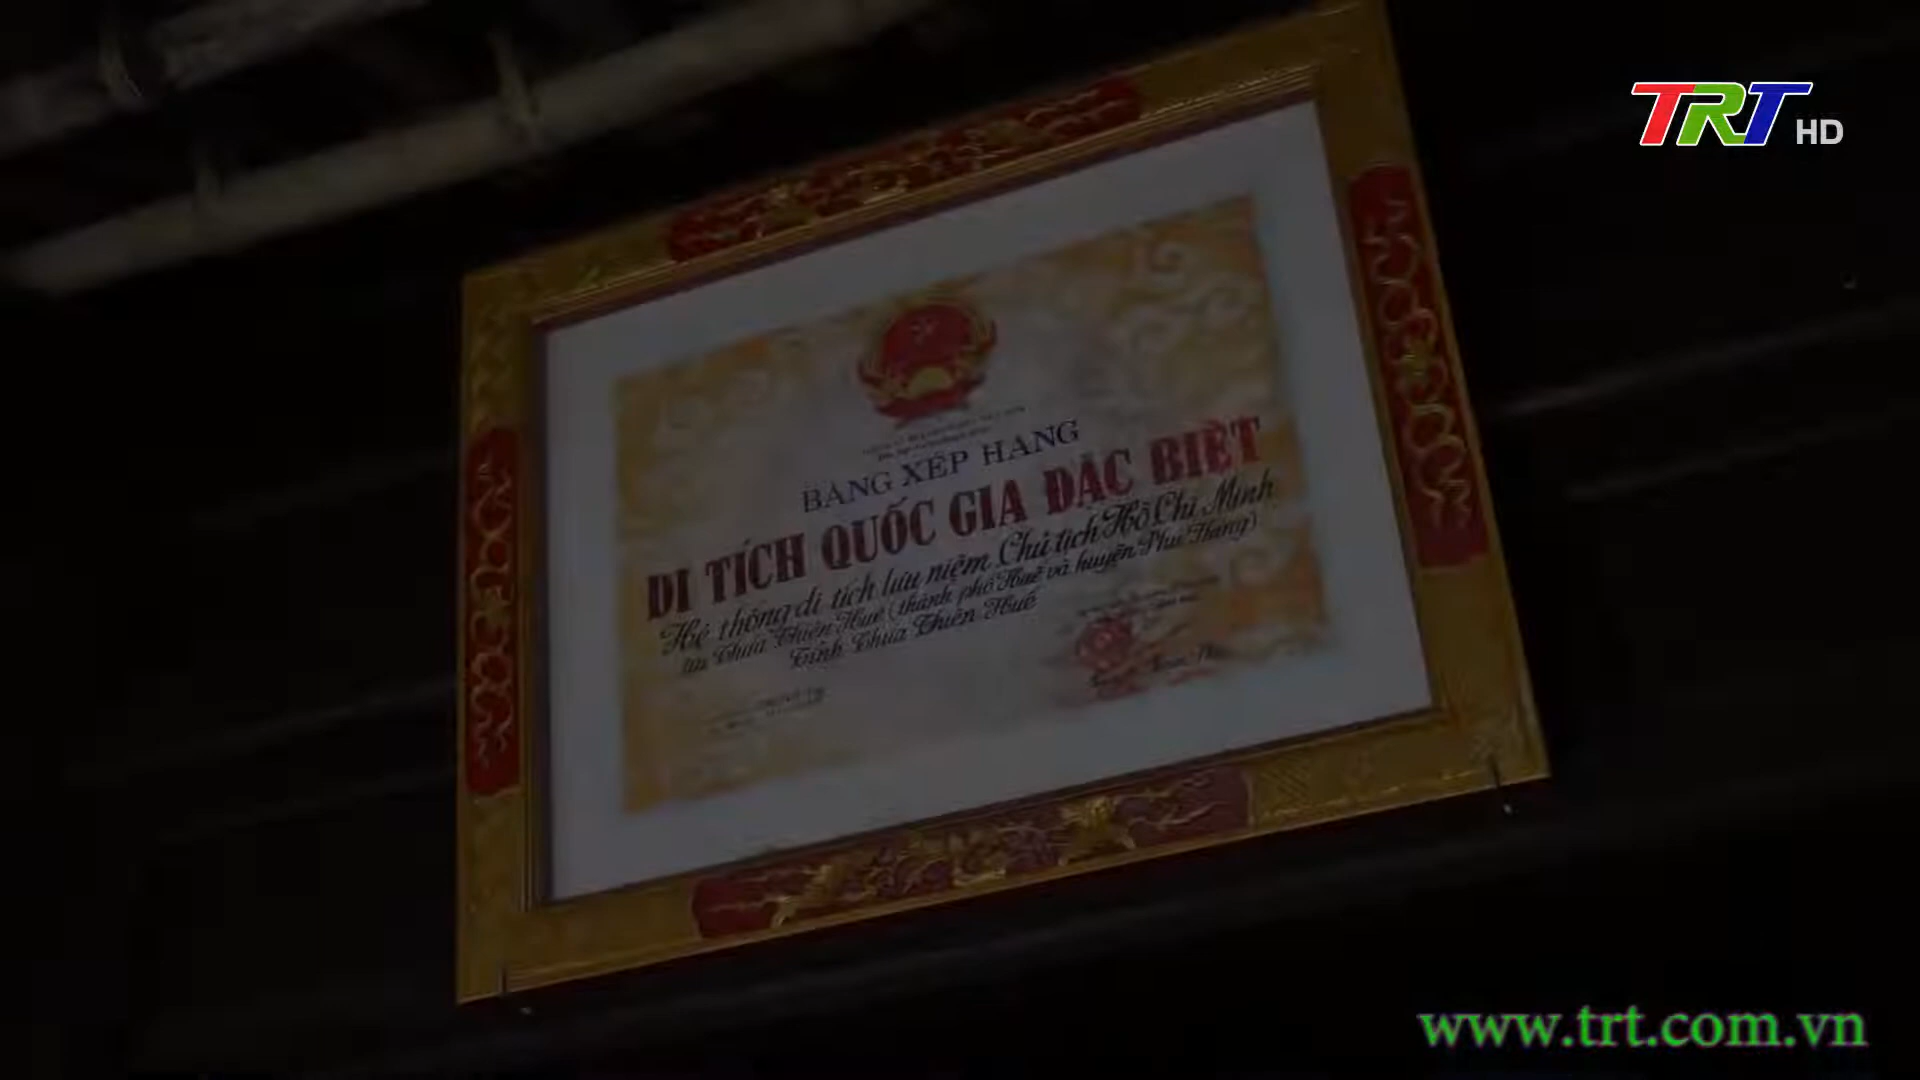 TRT HD
BẰNG XẾP HẠNG
DI TÍCH QUỐC GIA ĐẶC BIỆT
Hệ thống di tích lưu niệm Chủ tịch Hồ Chí Minh
tại Thừa Thiên Huế (thành phố Huế và huyện Phú Vang)
Tỉnh Thừa Thiên Huế
www.trt.com.vn